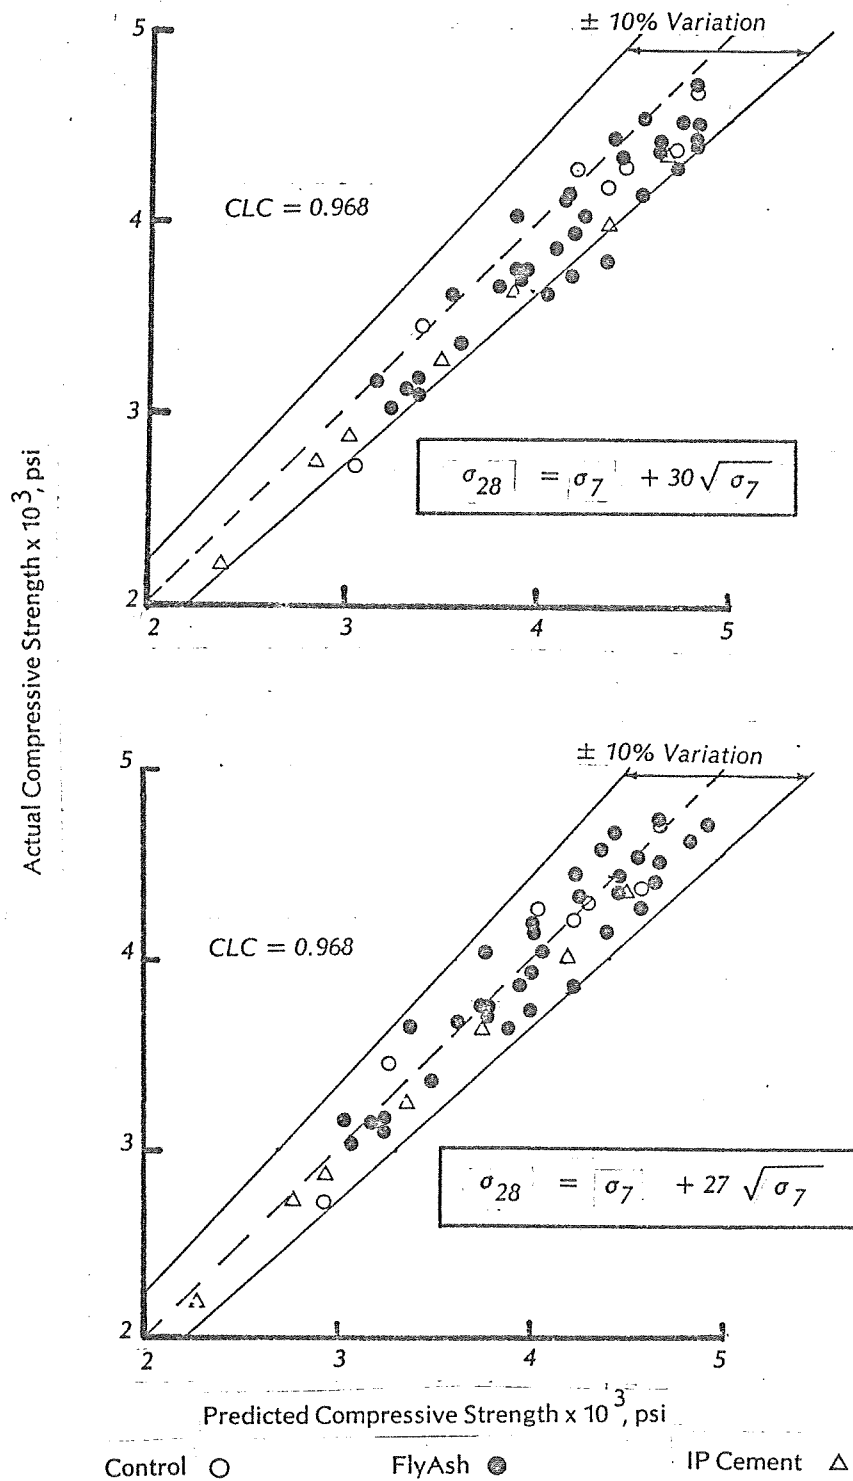 5
± 10% Variation
CLC = 0.968
4
3
σ28 = σ7 + 30 √σ7
2
2 3 4 5
Actual Compressive Strength x 10³, psi
5
± 10% Variation
CLC = 0.968
4
3
σ28 = σ7 + 27 √σ7
2
2 3 4 5
Predicted Compressive Strength x 10³, psi
Control ○ FlyAsh ● IP Cement △